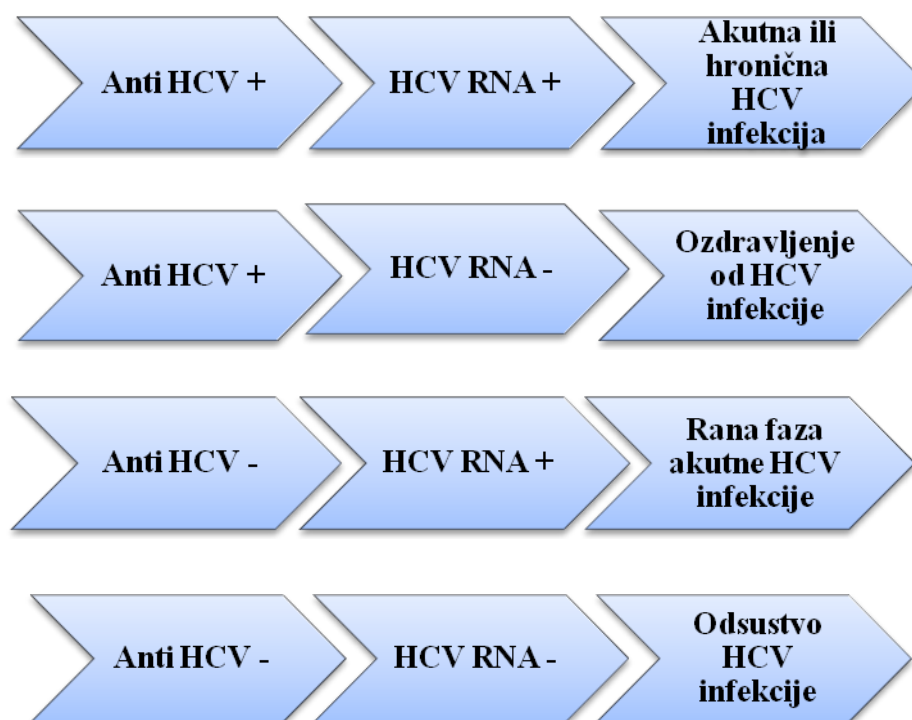 Anti HCV +
HCV RNA +
Akutna ili
hronična
HCV
infekcija
Anti HCV +
HCV RNA -
Ozdravljenje
od HCV
infekcije
Anti HCV -
HCV RNA +
Rana faza
akutne HCV
infekcije
Anti HCV -
HCV RNA -
Odsustvo
HCV
infekcije